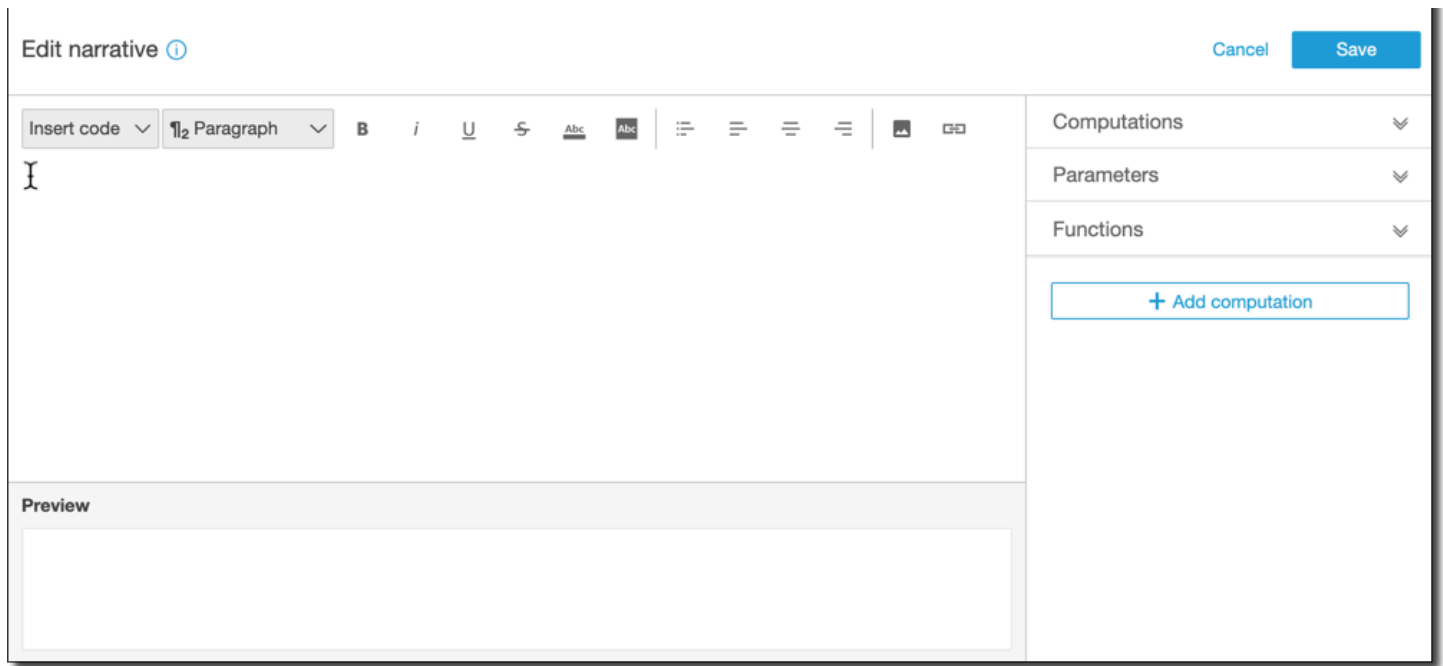 Edit narrative
Cancel
Save
Insert code
¶2 Paragraph
B
i
U
S
Abc
Abc
Computations
Parameters
Functions
+ Add computation
Preview